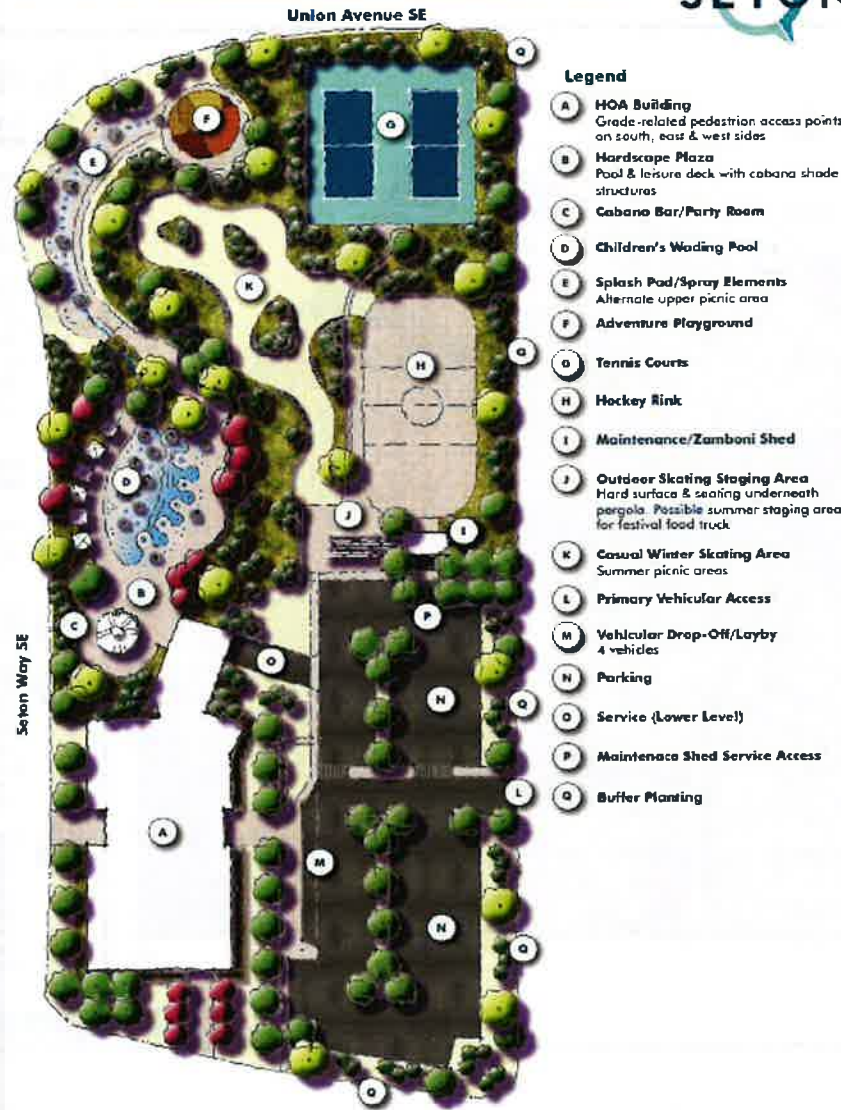 Union Avenue SE
SETON
Legend
A HOA Building
Grade-related pedestrian access points
on south, east & west sides
B Hardscape Plaza
Pool & leisure deck with cabana shade
structures
C Cabana Bar/Party Room
D Children's Wading Pool
E Splash Pad/Spray Elements
Alternate upper picnic area
F Adventure Playground
G Tennis Courts
H Hockey Rink
I Maintenance/Zamboni Shed
J Outdoor Skating Staging Area
Hard surface & seating underneath
pergola. Possible summer staging area
for festival food truck
K Casual Winter Skating Area
Summer picnic areas
L Primary Vehicular Access
M Vehicular Drop-Off/Layby
4 vehicles
N Parking
O Service (Lower Level)
P Maintenace Shed Service Access
Q Buffer Planting
Seton Way SE
Q
F
G
E
K
Q
H
D
J
I
B
P
C
O
N
Q
L
A
M
N
Q
Q